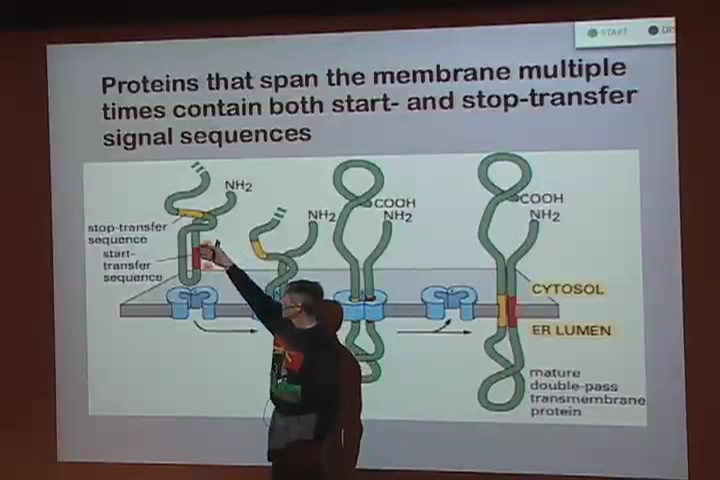 START
Proteins that span the membrane multiple
times contain both start- and stop-transfer
signal sequences
NH2
stop-transfer
sequence
start-
transfer
sequence
NH2
COOH
NH2
COOH
NH2
CYTOSOL
ER LUMEN
mature
double-pass
transmembrane
protein